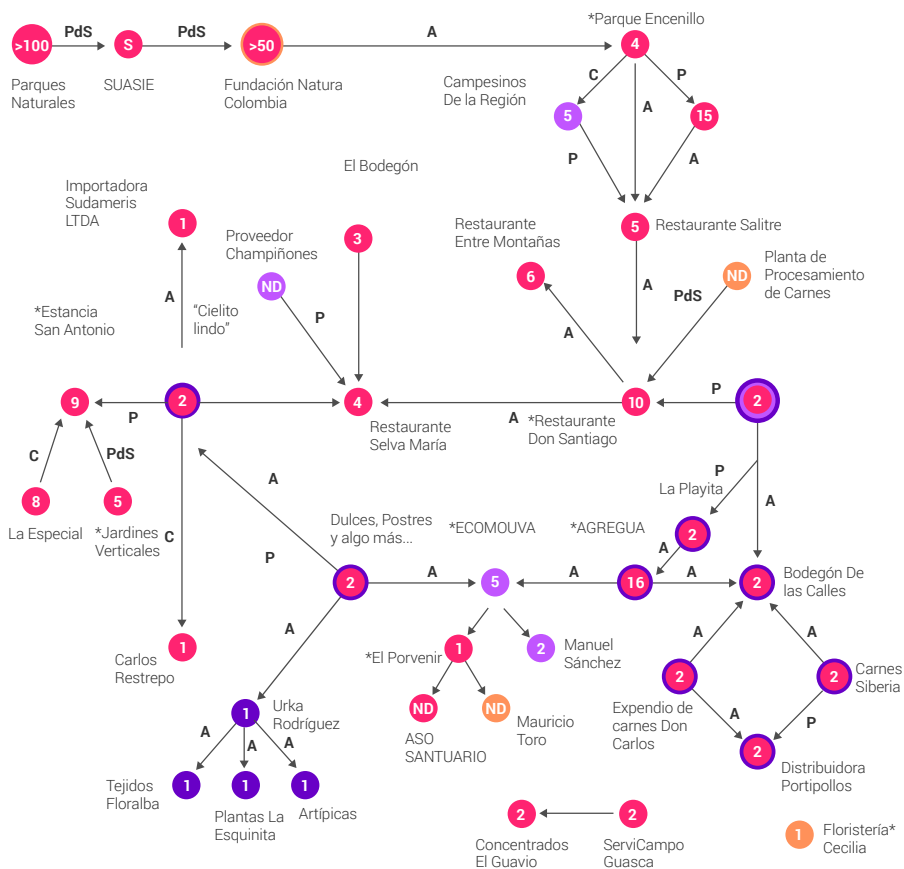 *Parque Encenillo
PdS
PdS
A
>100
S
>50
4
Parques
Naturales
SUASIE
Fundación Natura
Colombia
Campesinos
De la Región
C
P
A
5
15
P
A
El Bodegón
Importadora
Sudameris
LTDA
1
Proveedor
Champiñones
3
Restaurante
Entre Montañas
5
Restaurante Salitre
Planta de
Procesamiento
de Carnes
ND
6
ND
A
PdS
A
*Estancia
San Antonio
A
“Cielito
lindo”
P
A
9
P
2
4
Restaurante
Selva María
A
*Restaurante
Don Santiago
10
P
2
C
PdS
8
5
La Especial
*Jardines
Verticales
C
A
P
Dulces, Postres
y algo más...
*ECOMOUVA
*AGREGUA
La Playita
P
A
2
A
2
A
5
A
16
A
2
Bodegón De
las Calles
A
Carlos
Restrepo
1
*El Porvenir
1
2
Manuel
Sánchez
A
A
2
Expendio de
carnes Don
Carlos
2
Carnes
Siberia
Urka
Rodríguez
1
ND
ASO
SANTUARIO
ND
Mauricio
Toro
A
P
A
A
A
2
Distribuidora
Portipollos
Tejidos
Floralba
1
1
Plantas La
Esquinita
1
Artípicas
2
2
Concentrados
El Guavio
ServiCampo
Guasca
1
Floristería*
Cecilia